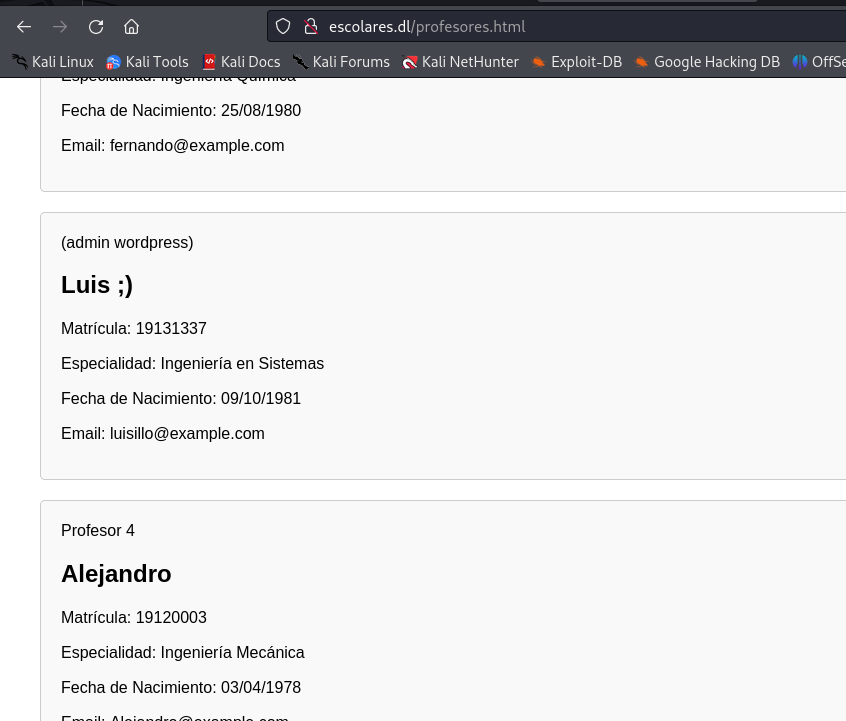 escolares.dl/profesores.html
Kali Linux Kali Tools Kali Docs Kali Forums Kali NetHunter Exploit-DB Google Hacking DB OffSe
Especialidad: Ingeniería Química
Fecha de Nacimiento: 25/08/1980
Email: fernando@example.com
(admin wordpress)
Luis ;)
Matrícula: 19131337
Especialidad: Ingeniería en Sistemas
Fecha de Nacimiento: 09/10/1981
Email: luisillo@example.com
Profesor 4
Alejandro
Matrícula: 19120003
Especialidad: Ingeniería Mecánica
Fecha de Nacimiento: 03/04/1978
Email: Alejandro@example.com